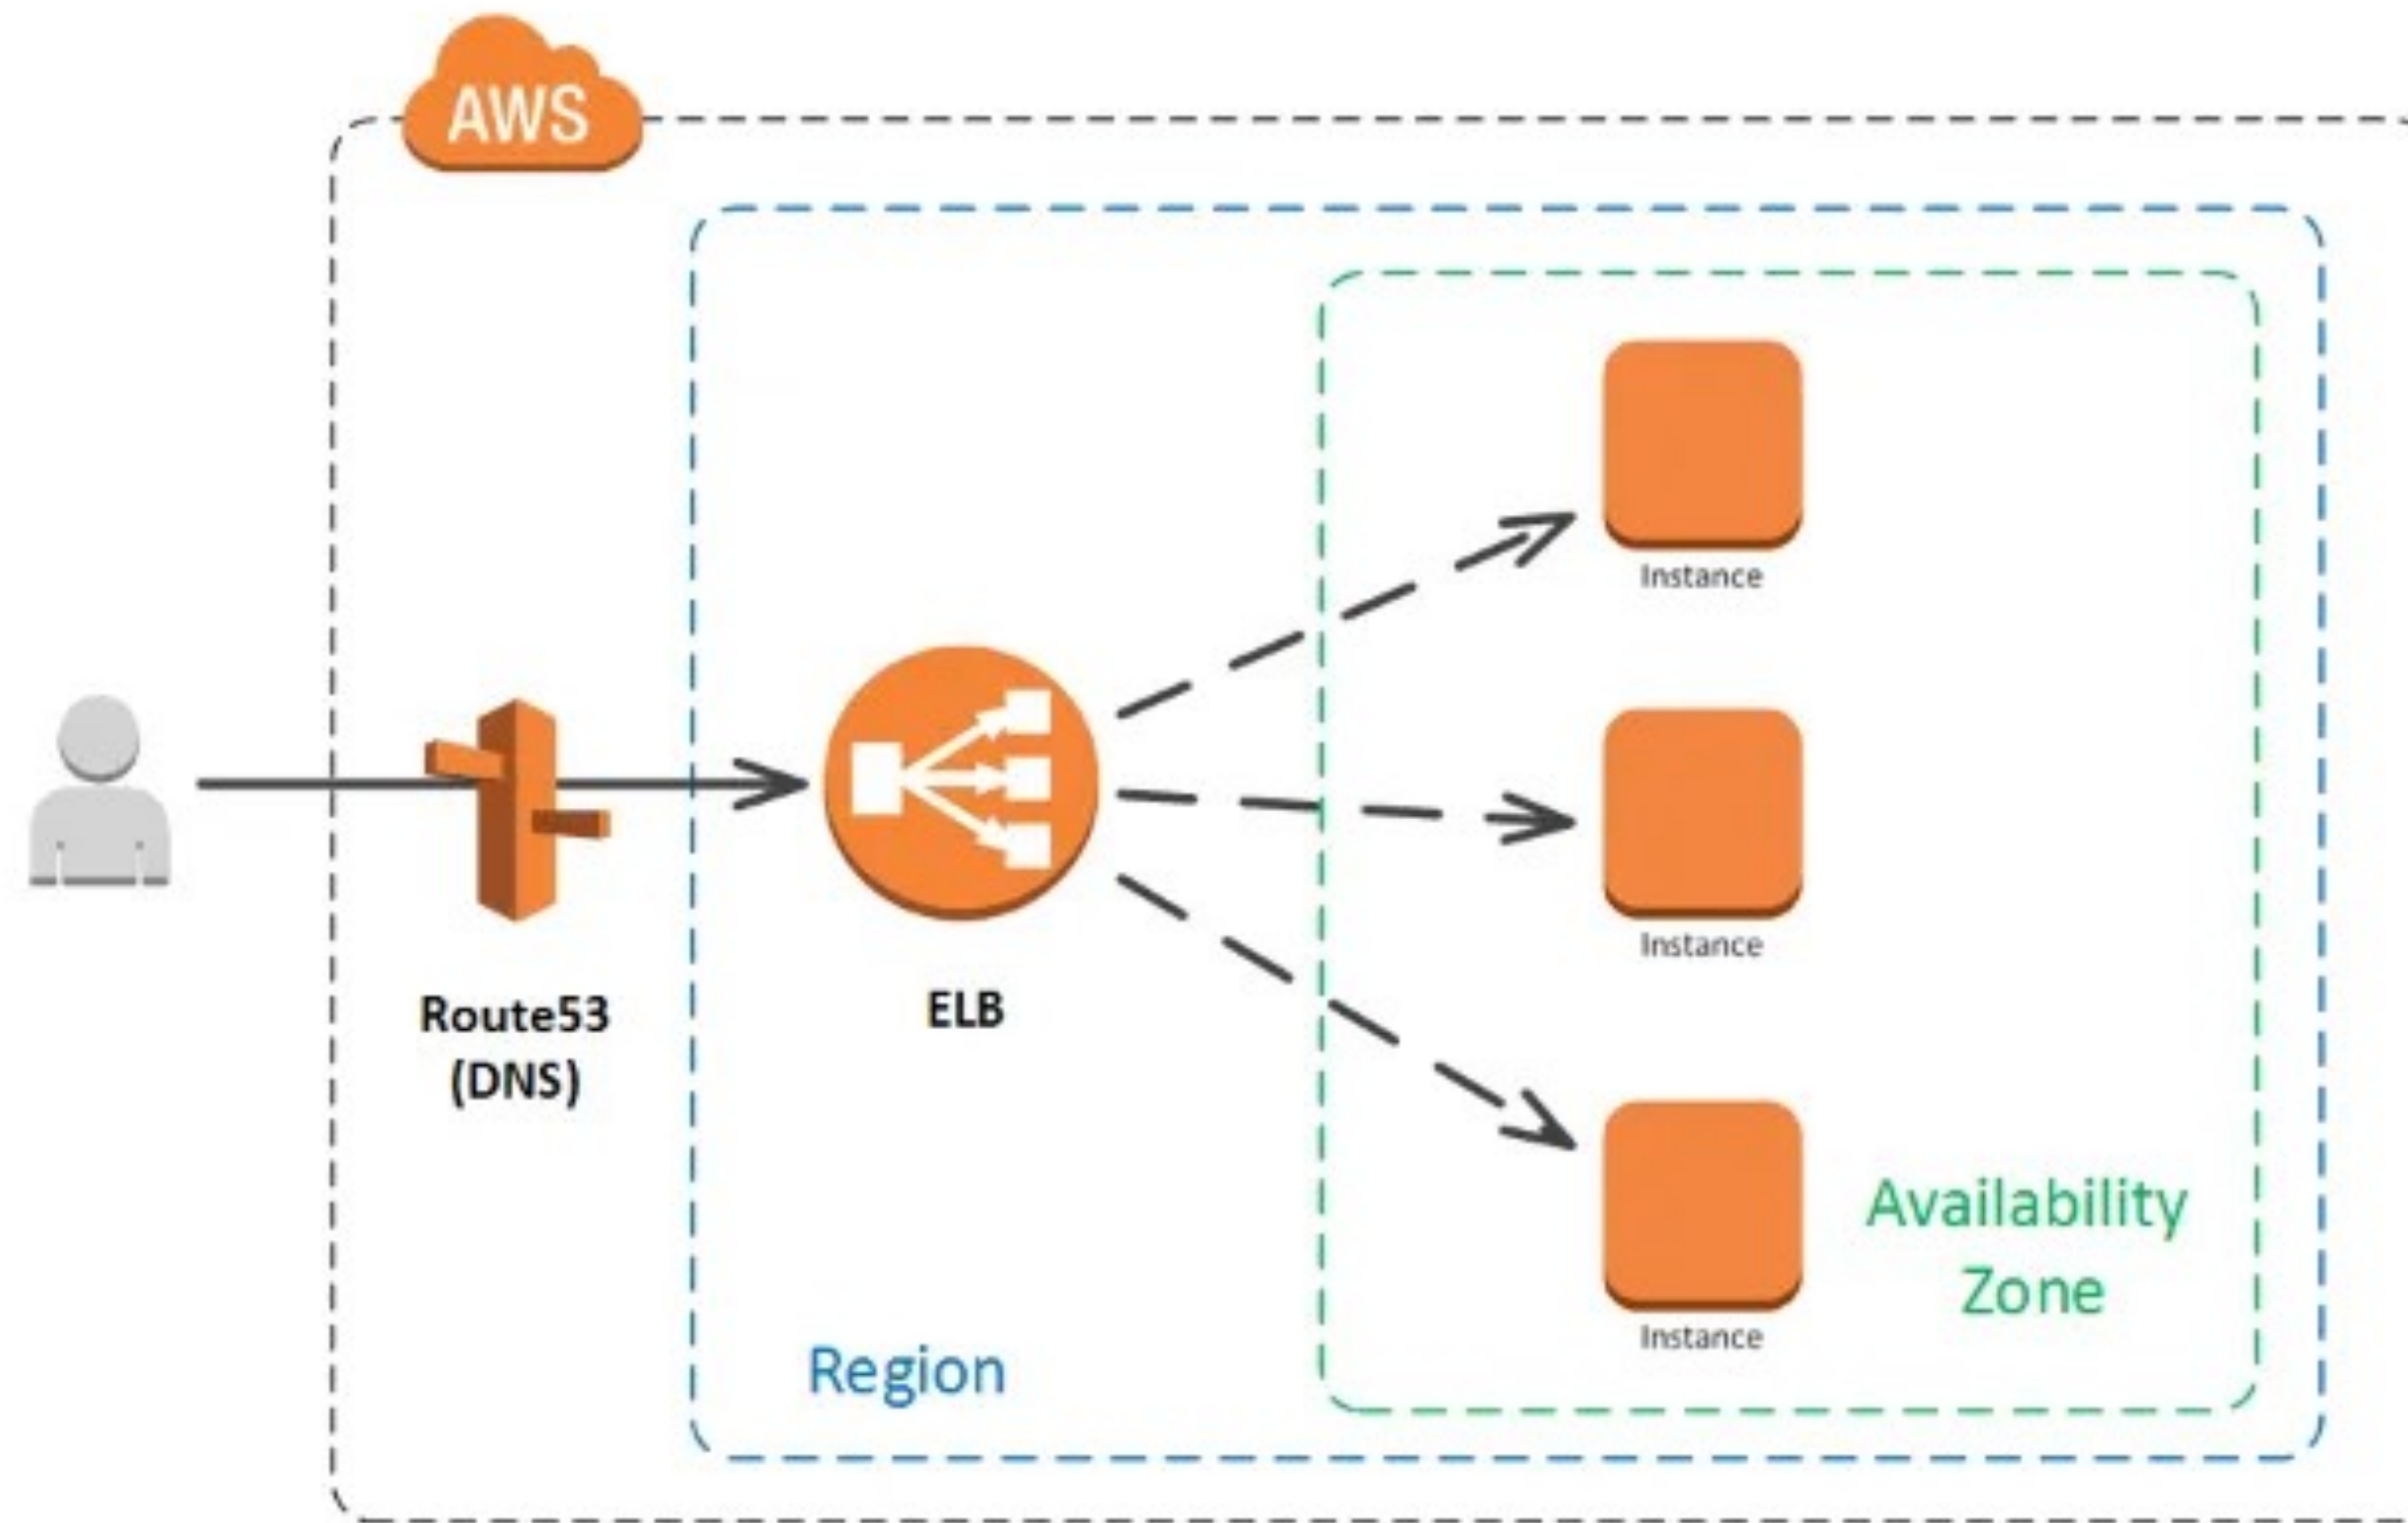 AWS
Instance
Instance
Route53
(DNS)
ELB
Availability
Zone
Instance
Region